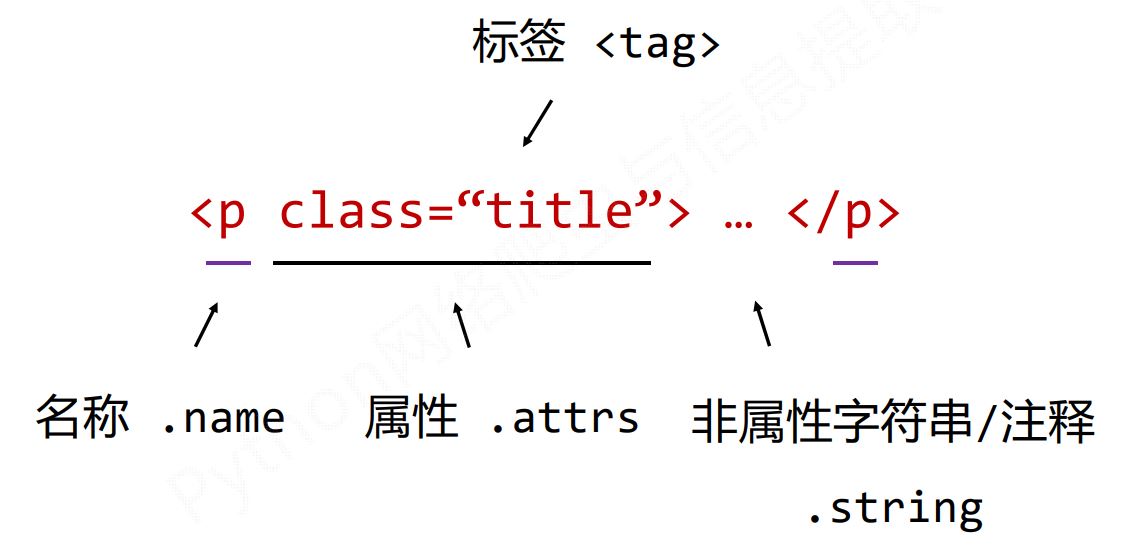 标签 <tag>
<p class=“title”> … </p>
名称 .name 属性 .attrs 非属性字符串/注释
.string
Python网络爬虫与信息提取